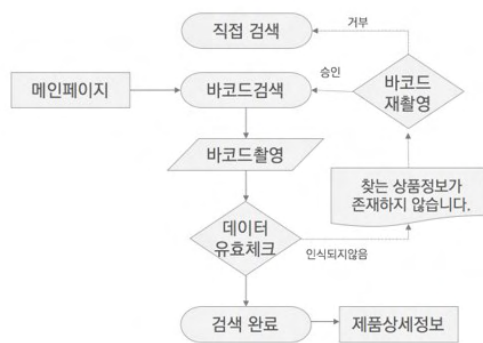 직접 검색
거부
승인
메인페이지
바코드검색
바코드
재촬영
바코드촬영
찾는 상품정보가
존재하지 않습니다.
데이터
유효체크
인식되지않음
검색 완료
제품상세정보